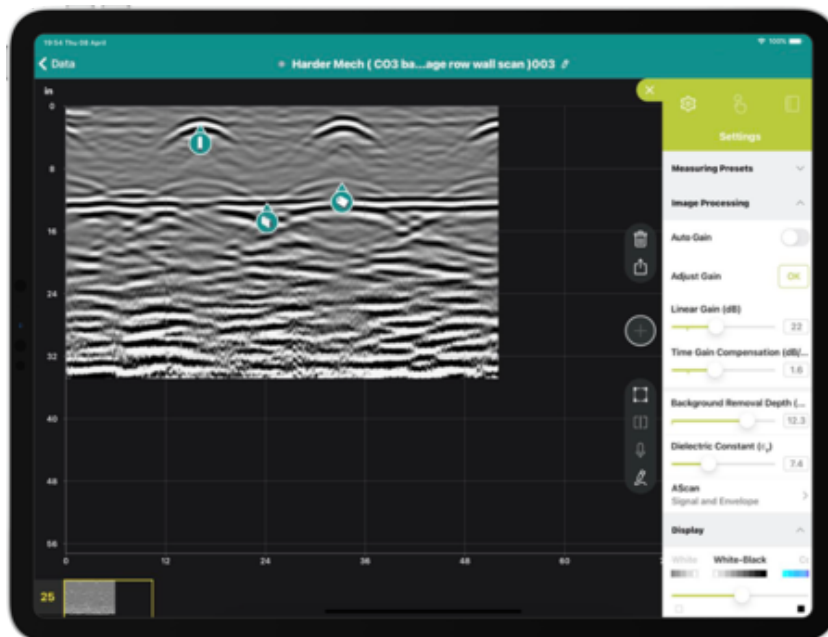 19:54 Thu 08 April
100%
Data
Harder Mech ( CO3 ba...age row wall scan )003
in
0
8
16
24
32
40
48
56
0
12
24
36
48
60
25
Settings
Measuring Presets
Image Processing
Auto Gain
Adjust Gain
OK
Linear Gain (dB)
22
Time Gain Compensation (dB/...
1.6
Background Removal Depth (...
12.3
Dielectric Constant (εr)
7.4
AScan
Signal and Envelope
Display
White
White-Black